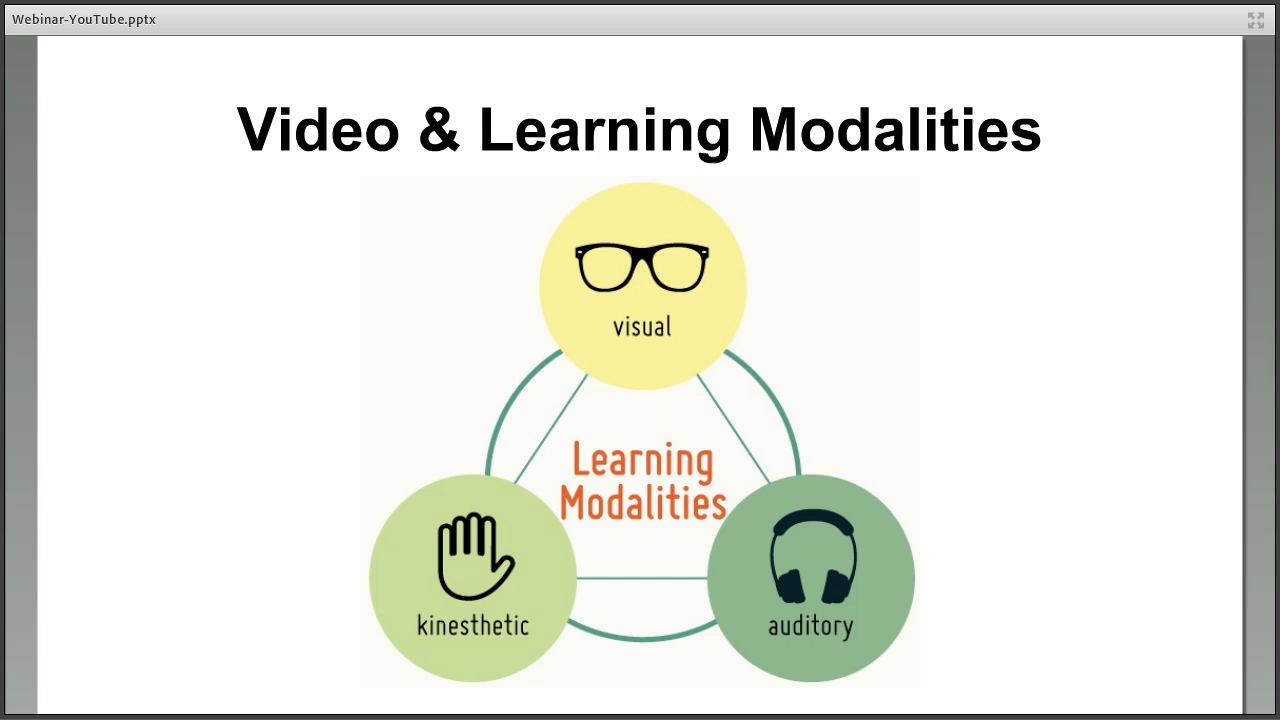 Webinar-YouTube.pptx
Video & Learning Modalities
visual
Learning
Modalities
kinesthetic
auditory